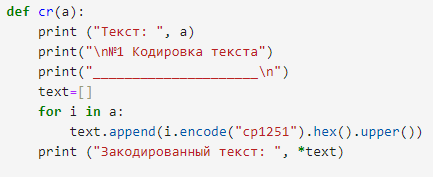 def cr(a):
    print ("Текст: ", a)
    print("\n№1 Кодировка текста")
    print("______________________\n")
    text=[]
    for i in a:
        text.append(i.encode("cp1251").hex().upper())
    print ("Закодированный текст: ", *text)